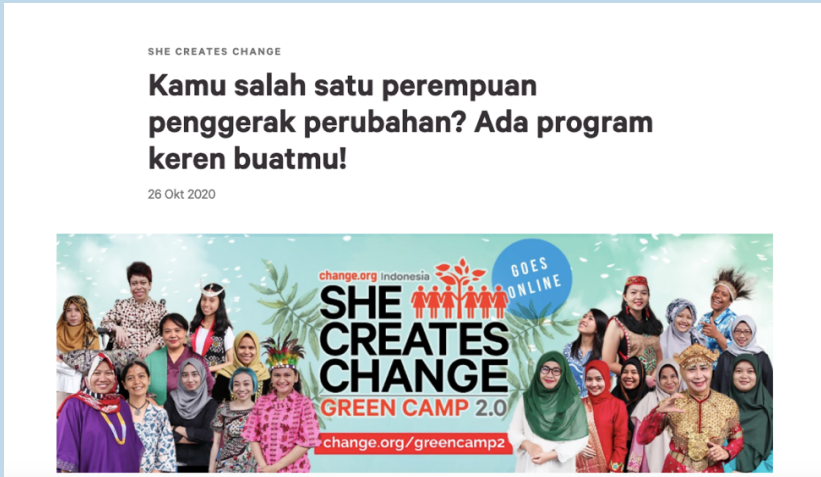 SHE CREATES CHANGE
Kamu salah satu perempuan
penggerak perubahan? Ada program
keren buatmu!
26 Okt 2020
change.org Indonesia
GOES
ONLINE
SHE
CREATES
CHANGE
GREEN CAMP 2.0
change.org/greencamp2